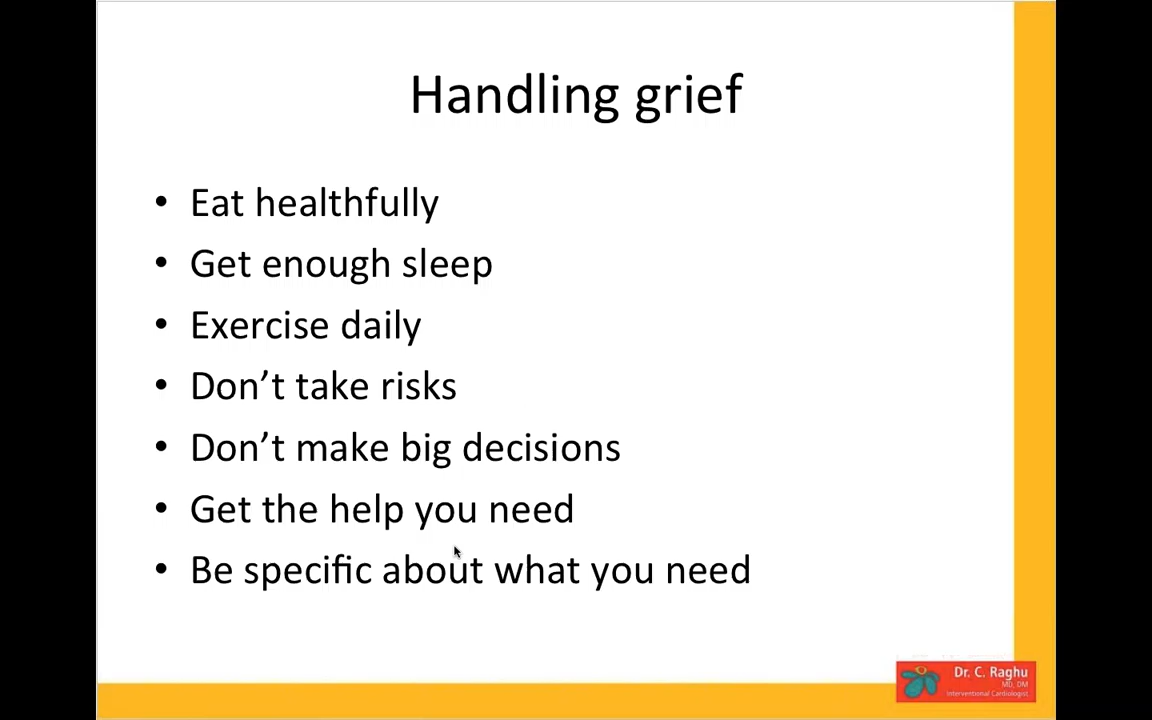 Handling grief
• Eat healthfully
• Get enough sleep
• Exercise daily
• Don’t take risks
• Don’t make big decisions
• Get the help you need
• Be specific about what you need
Dr. C. Raghu
MD, DM
Interventional Cardiologist